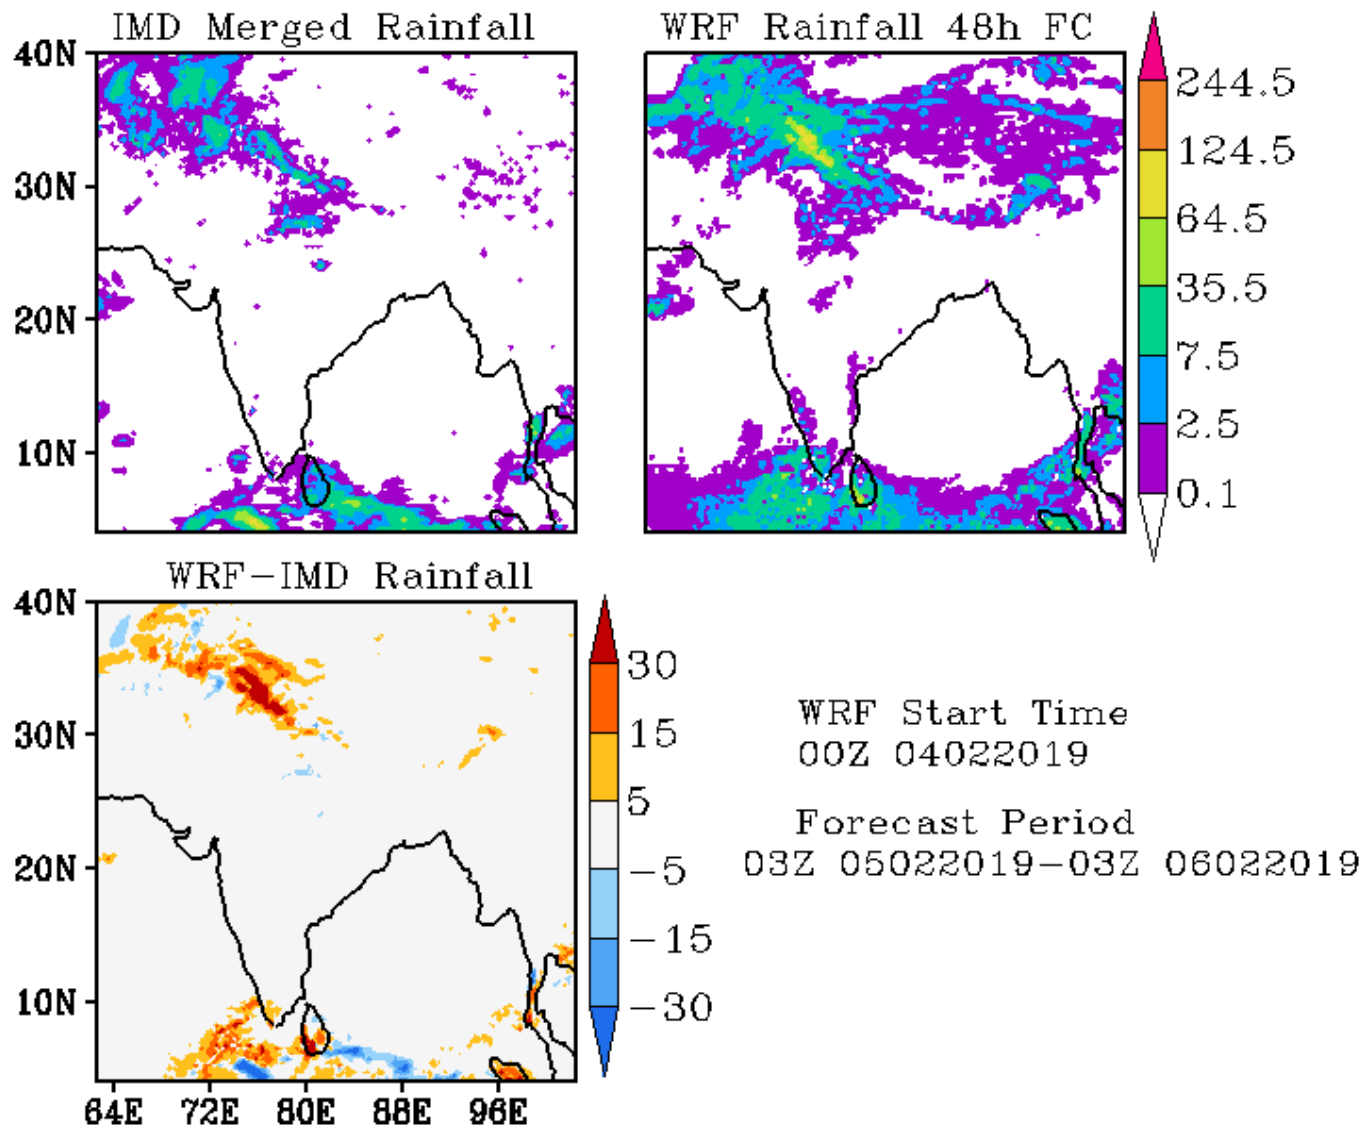 IMD Merged Rainfall
WRF Rainfall 48h FC
40N
30N
20N
10N
244.5
124.5
64.5
35.5
7.5
2.5
0.1
WRF-IMD Rainfall
40N
30N
20N
10N
64E 72E 80E 88E 96E
30
15
5
-5
-15
-30
WRF Start Time
00Z 04022019
Forecast Period
03Z 05022019-03Z 06022019